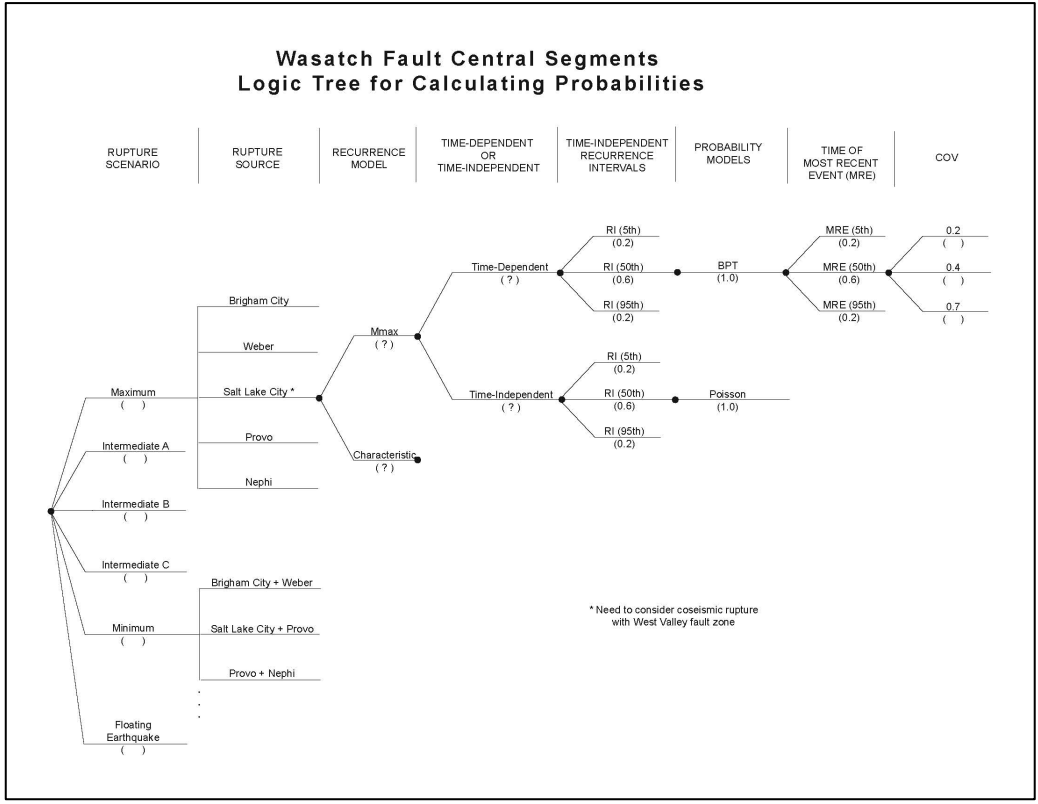 Wasatch Fault Central Segments
Logic Tree for Calculating Probabilities
RUPTURE
SCENARIO
RUPTURE
SOURCE
RECURRENCE
MODEL
TIME-DEPENDENT
OR
TIME-INDEPENDENT
TIME-INDEPENDENT
RECURRENCE
INTERVALS
PROBABILITY
MODELS
TIME OF
MOST RECENT
EVENT (MRE)
COV
Maximum
( )
Intermediate A
( )
Intermediate B
( )
Intermediate C
( )
Minimum
( )
Floating
Earthquake
( )
Brigham City
Weber
Salt Lake City *
Provo
Nephi
Brigham City + Weber
Salt Lake City + Provo
Provo + Nephi
.
.
.
Mmax
( ? )
Characteristic
( ? )
Time-Dependent
( ? )
Time-Independent
( ? )
RI (5th)
(0.2)
RI (50th)
(0.6)
RI (95th)
(0.2)
RI (5th)
(0.2)
RI (50th)
(0.6)
RI (95th)
(0.2)
BPT
(1.0)
Poisson
(1.0)
MRE (5th)
(0.2)
MRE (50th)
(0.6)
MRE (95th)
(0.2)
0.2
( )
0.4
( )
0.7
( )
* Need to consider coseismic rupture
with West Valley fault zone